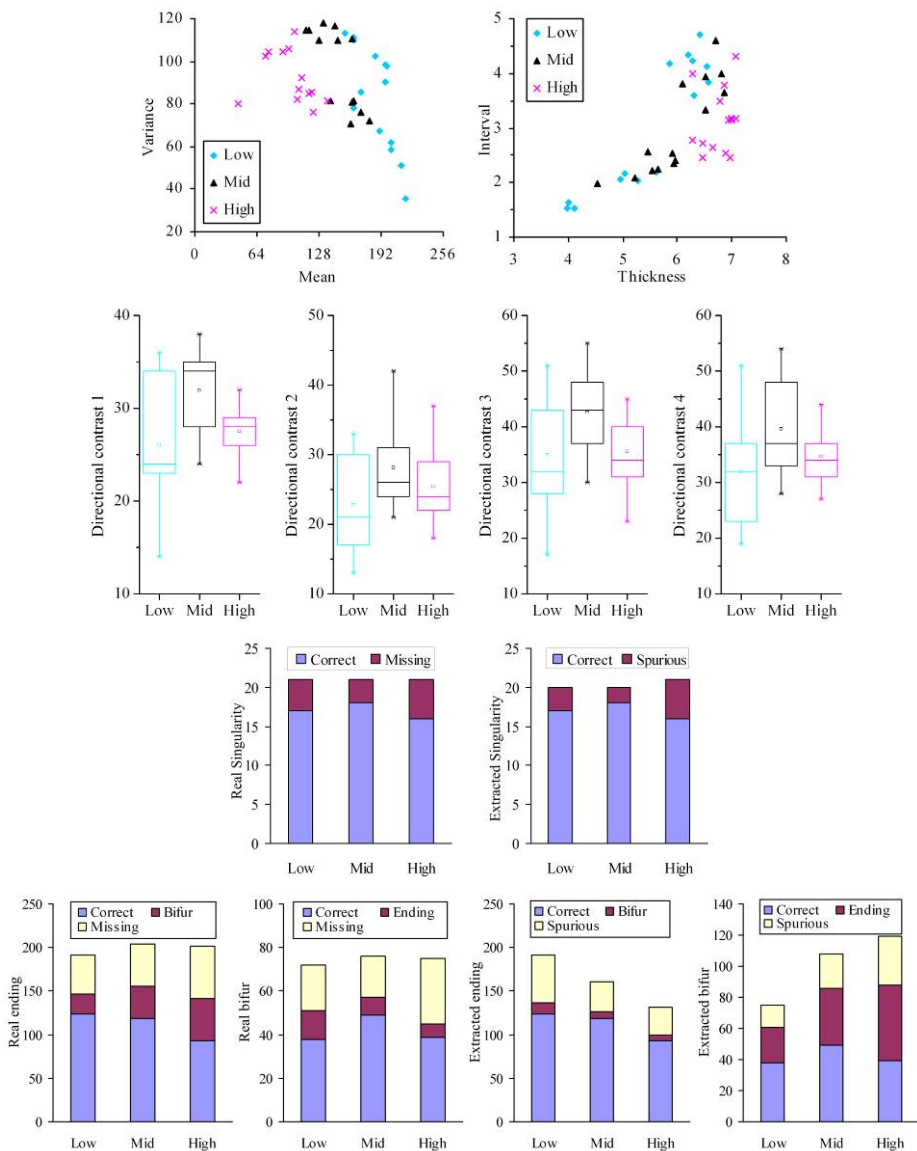 120
100
80
60
40
20
Variance
Low
Mid
High
0 64 128 192 256
Mean
5
4
3
2
1
Interval
Low
Mid
High
3 4 5 6 7 8
Thickness
40
30
20
10
Directional contrast 1
Low Mid High
50
40
30
20
10
Directional contrast 2
Low Mid High
60
50
40
30
20
10
Directional contrast 3
Low Mid High
60
50
40
30
20
10
Directional contrast 4
Low Mid High
25
20
15
10
5
0
Real Singularity
Correct Missing
Low Mid High
25
20
15
10
5
0
Extracted Singularity
Correct Spurious
Low Mid High
250
200
150
100
50
0
Real ending
Correct Bifur
Missing
Low Mid High
100
80
60
40
20
0
Real bifur
Correct Ending
Missing
Low Mid High
250
200
150
100
50
0
Extracted ending
Correct Bifur
Spurious
Low Mid High
140
120
100
80
60
40
20
0
Extracted bifur
Correct Ending
Spurious
Low Mid High